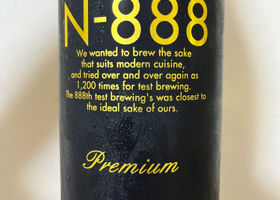 N-888
We wanted to brew the sake
that suits modern cuisine,
and tried over and over again as
1,200 times for test brewing.
The 888th test brewing's was closest to
the ideal sake of ours.
Premium